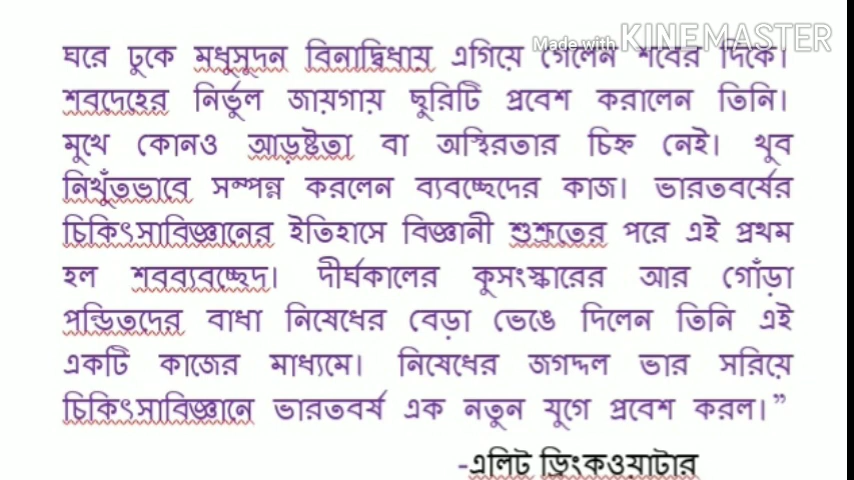 Made with KINEMASTER
ঘরে ঢুকে মধুসুদন বিনাদ্বিধায় এগিয়ে গেলেন শবের দিকে।
শবদেহের নির্ভুল জায়গায় ছুরিটি প্রবেশ করালেন তিনি।
মুখে কোনও আড়ষ্টতা বা অস্থিরতার চিহ্ন নেই। খুব
নিখুঁতভাবে সম্পন্ন করলেন ব্যবচ্ছেদের কাজ। ভারতবর্ষের
চিকিৎসাবিজ্ঞানের ইতিহাসে বিজ্ঞানী শুশ্রুতের পরে এই প্রথম
হল শবব্যবচ্ছেদ। দীর্ঘকালের কুসংস্কারের আর গোঁড়া
পন্ডিতদের বাধা নিষেধের বেড়া ভেঙে দিলেন তিনি এই
একটি কাজের মাধ্যমে। নিষেধের জগদ্দল ভার সরিয়ে
চিকিৎসাবিজ্ঞানে ভারতবর্ষ এক নতুন যুগে প্রবেশ করল।”
-এলিট ড্রিংকওয়াটার